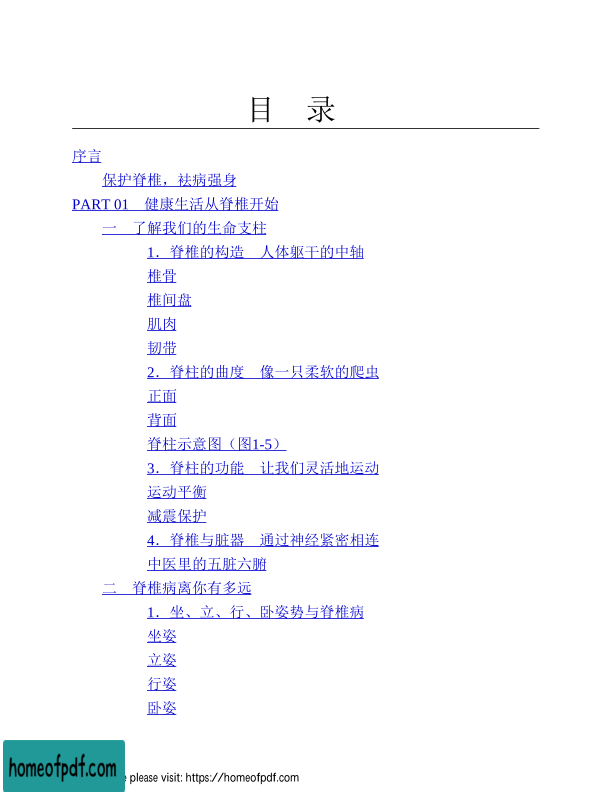 目　录
序言
保护脊椎，祛病强身
PART 01　健康生活从脊椎开始
一　了解我们的生命支柱
1．脊椎的构造　人体躯干的中轴
椎骨
椎间盘
肌肉
韧带
2．脊柱的曲度　像一只柔软的爬虫
正面
背面
脊柱示意图（图1-5）
3．脊柱的功能　让我们灵活地运动
运动平衡
减震保护
4．脊椎与脏器　通过神经紧密相连
中医里的五脏六腑
二　脊椎病离你有多远
1．坐、立、行、卧姿势与脊椎病
坐姿
立姿
行姿
卧姿
homeofpdf.com
please visit: https://homeofpdf.com